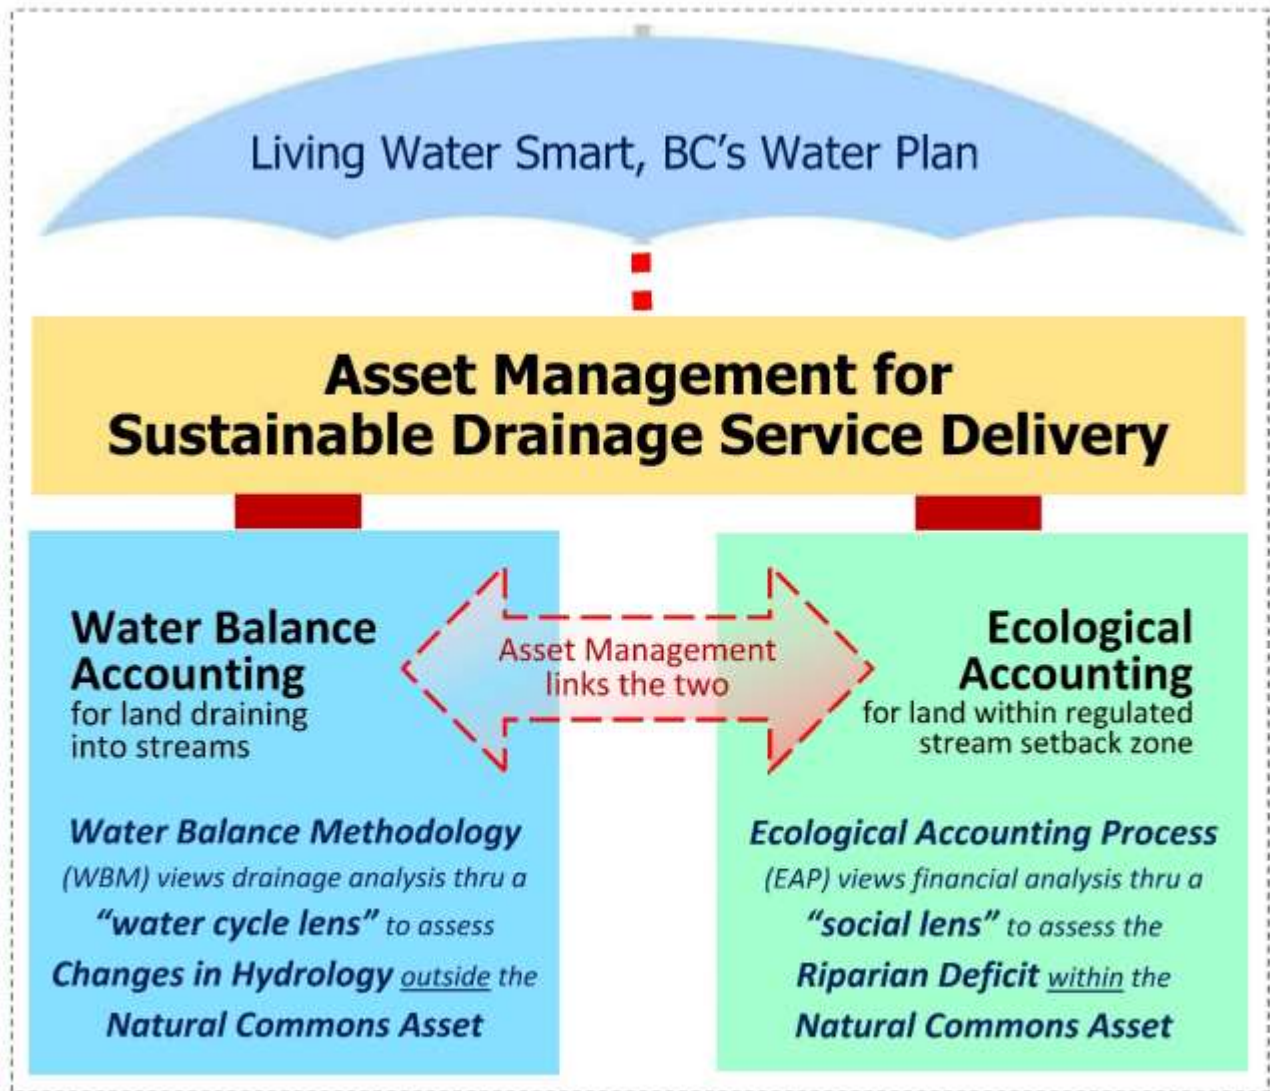 Living Water Smart, BC's Water Plan
Asset Management for
Sustainable Drainage Service Delivery
Water Balance
Accounting
for land draining
into streams
Asset Management
links the two
Ecological
Accounting
for land within regulated
stream setback zone
Water Balance Methodology
(WBM) views drainage analysis thru a
“water cycle lens” to assess
Changes in Hydrology outside the
Natural Commons Asset
Ecological Accounting Process
(EAP) views financial analysis thru a
“social lens” to assess the
Riparian Deficit within the
Natural Commons Asset